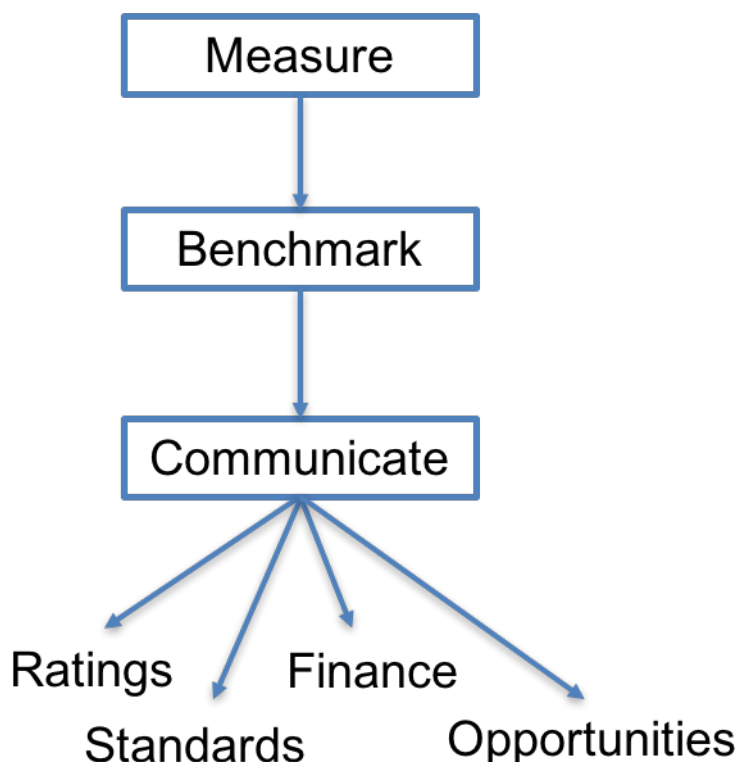 Measure
Benchmark
Communicate
Ratings
Finance
Standards
Opportunities